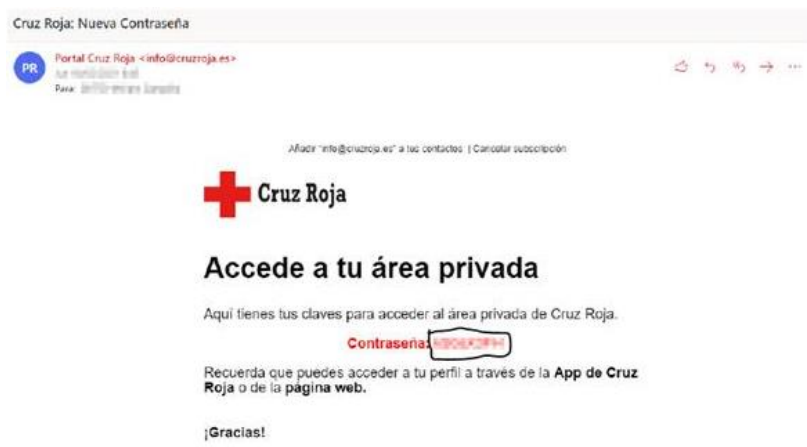 Cruz Roja: Nueva Contraseña
PR
Portal Cruz Roja <info@cruzroja.es>
Para:
Añadir "info@cruzroja.es" a tus contactos | Cancelar subscripción
Cruz Roja
Accede a tu área privada
Aquí tienes tus claves para acceder al área privada de Cruz Roja.
Contraseña:
Recuerda que puedes acceder a tu perfil a través de la App de Cruz
Roja o de la página web.
¡Gracias!